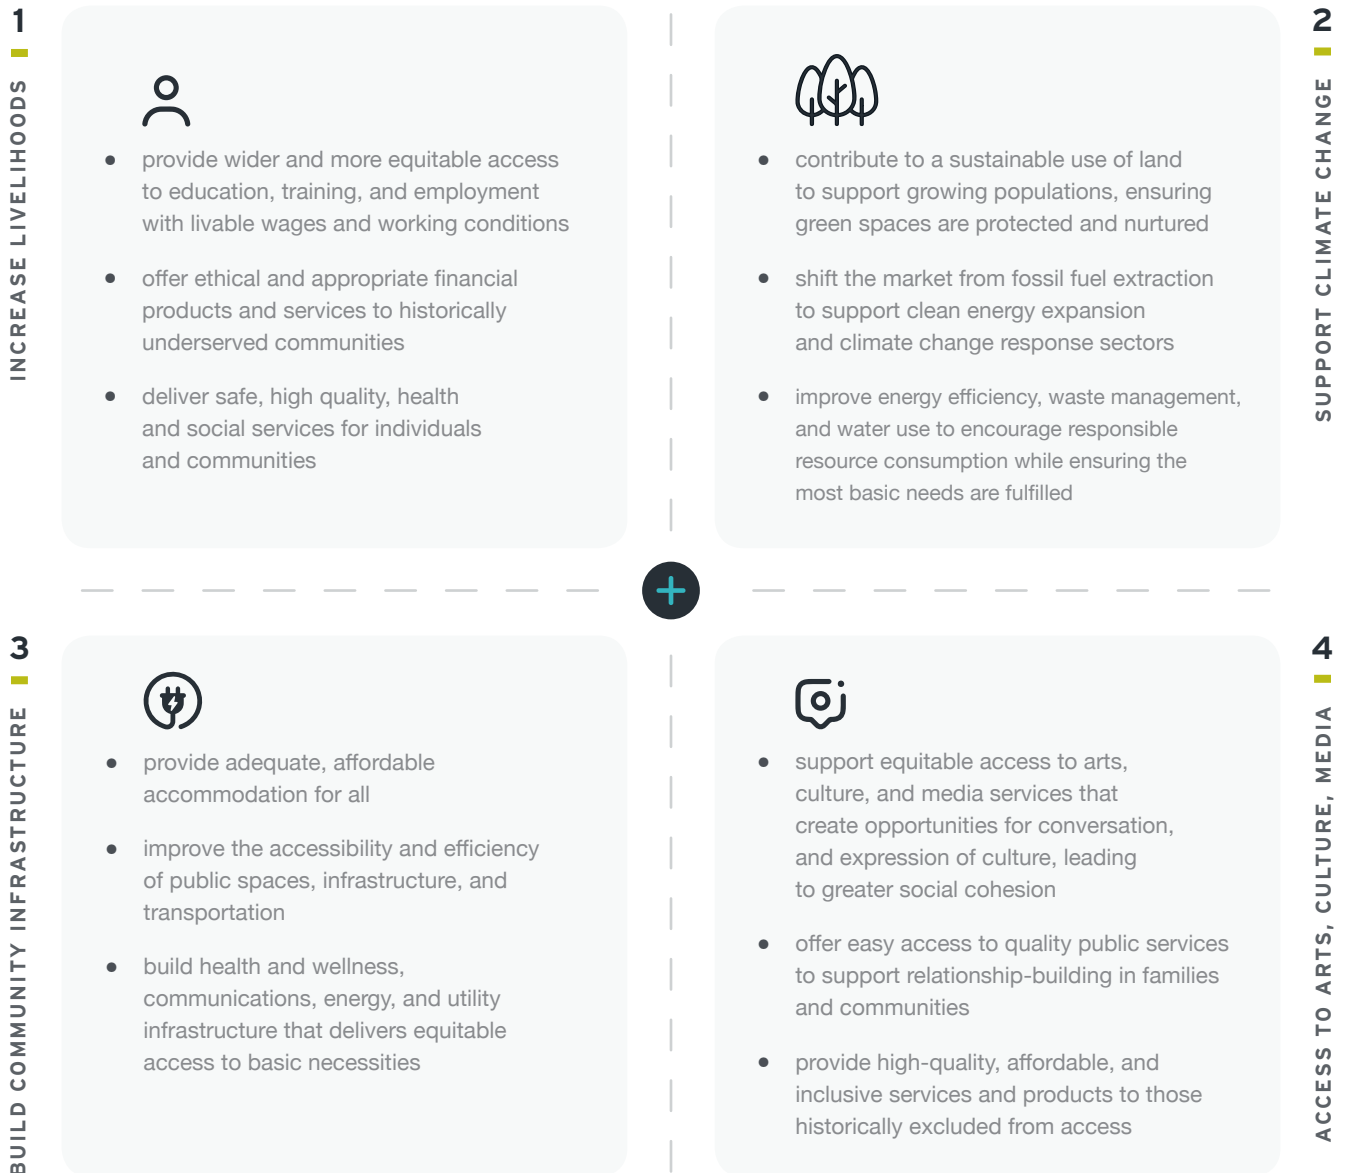 1
INCREASE LIVELIHOODS
provide wider and more equitable access
to education, training, and employment
with livable wages and working conditions
offer ethical and appropriate financial
products and services to historically
underserved communities
deliver safe, high quality, health
and social services for individuals
and communities
2
SUPPORT CLIMATE CHANGE
contribute to a sustainable use of land
to support growing populations, ensuring
green spaces are protected and nurtured
shift the market from fossil fuel extraction
to support clean energy expansion
and climate change response sectors
improve energy efficiency, waste management,
and water use to encourage responsible
resource consumption while ensuring the
most basic needs are fulfilled
3
BUILD COMMUNITY INFRASTRUCTURE
provide adequate, affordable
accommodation for all
improve the accessibility and efficiency
of public spaces, infrastructure, and
transportation
build health and wellness,
communications, energy, and utility
infrastructure that delivers equitable
access to basic necessities
4
ACCESS TO ARTS, CULTURE, MEDIA
support equitable access to arts,
culture, and media services that
create opportunities for conversation,
and expression of culture, leading
to greater social cohesion
offer easy access to quality public services
to support relationship-building in families
and communities
provide high-quality, affordable, and
inclusive services and products to those
historically excluded from access